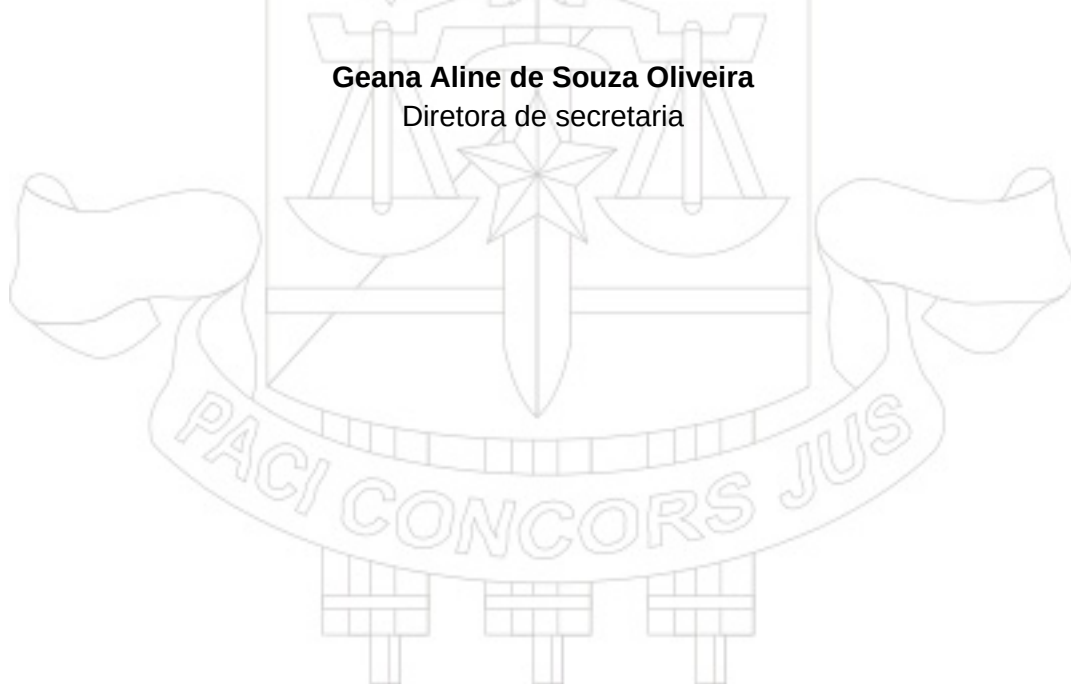 Geana Aline de Souza Oliveira
Diretora de secretaria
PACI CONCORS JUS